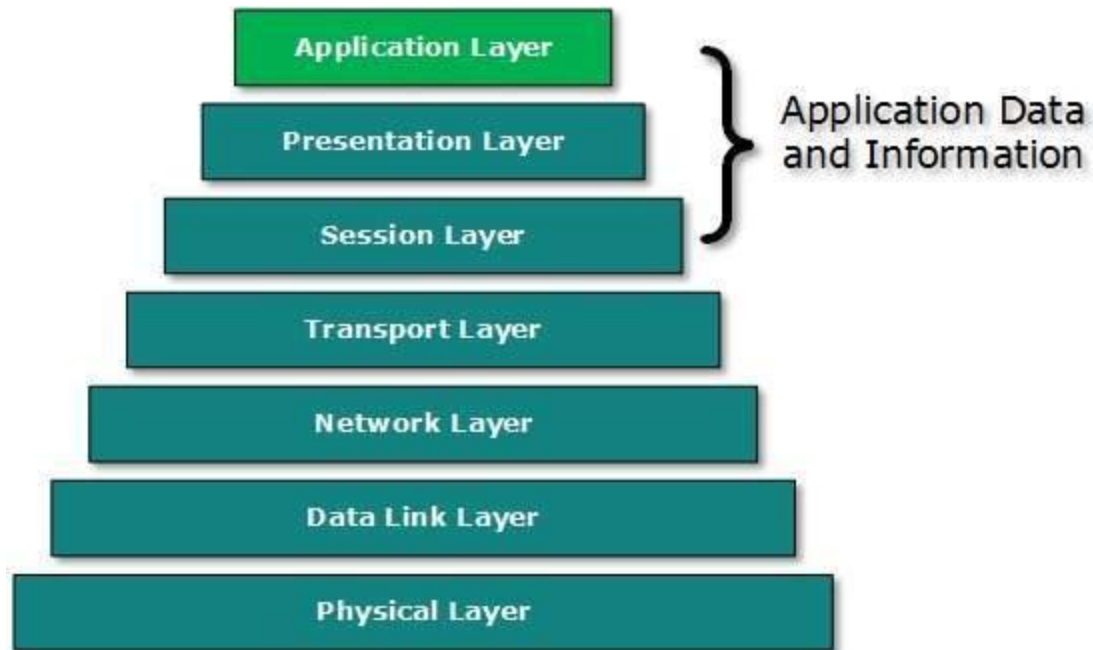 Application Layer
Presentation Layer
Session Layer
Transport Layer
Network Layer
Data Link Layer
Physical Layer
Application Data
and Information